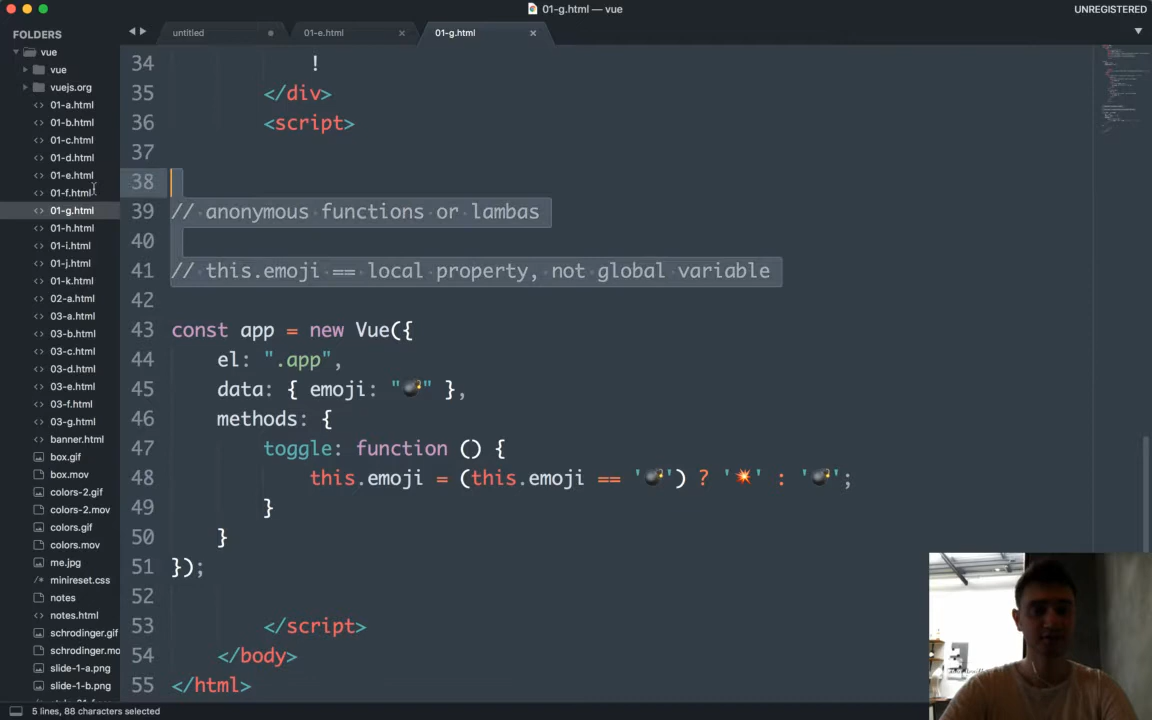 01-g.html — vue
UNREGISTERED
FOLDERS
vue
vue
vuejs.org
01-a.html
01-b.html
01-c.html
01-d.html
01-e.html
01-f.html
01-g.html
01-h.html
01-i.html
01-j.html
01-k.html
02-a.html
03-a.html
03-b.html
03-c.html
03-d.html
03-e.html
03-f.html
03-g.html
banner.html
box.gif
box.mov
colors-2.gif
colors-2.mov
colors.gif
colors.mov
me.jpg
minireset.css
notes
notes.html
schrodinger.gif
schrodinger.mo
slide-1-a.png
slide-1-b.png
untitled
01-e.html
01-g.html
34 !
35 </div>
36 <script>
37
38
39 // anonymous functions or lambas
40
41 // this.emoji == local property, not global variable
42
43 const app = new Vue({
44 el: ".app",
45 data: { emoji: "💣" },
46 methods: {
47 toggle: function () {
48 this.emoji = (this.emoji == '💣') ? '💥' : '💣';
49 }
50 }
51 });
52
53 </script>
54 </body>
55 </html>
5 lines, 88 characters selected